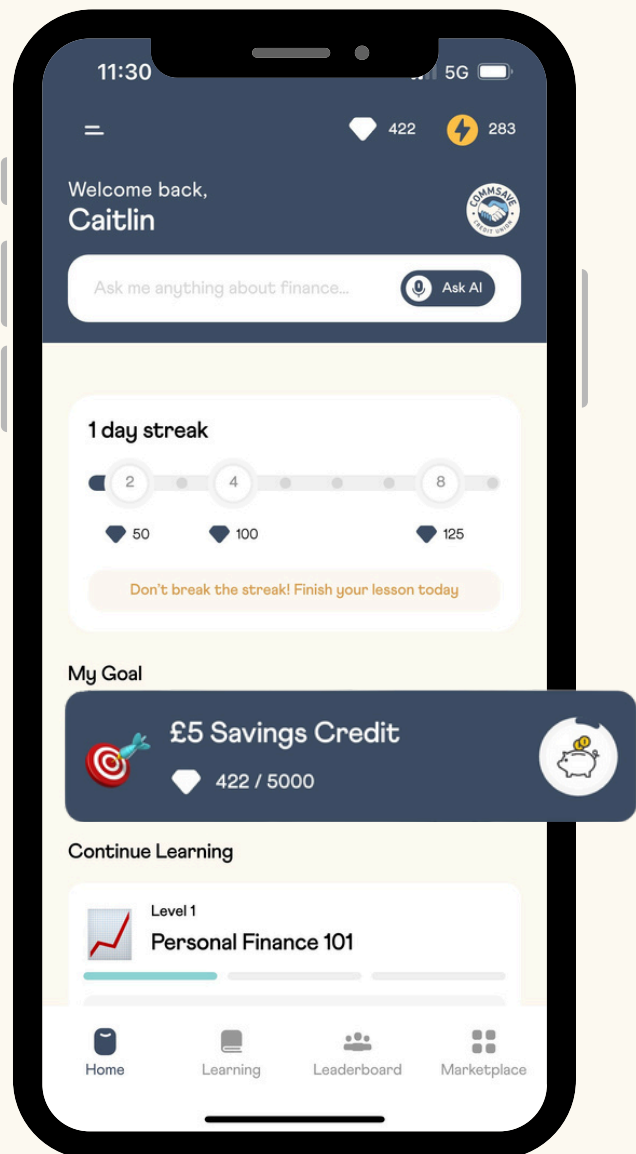 11:30
5G
422
283
Welcome back,
Caitlin
COMMSAVE
CREDIT UNION
Ask me anything about finance...
Ask AI
1 day streak
2
4
8
50
100
125
Don't break the streak! Finish your lesson today
My Goal
£5 Savings Credit
422 / 5000
Continue Learning
Level 1
Personal Finance 101
Home
Learning
Leaderboard
Marketplace